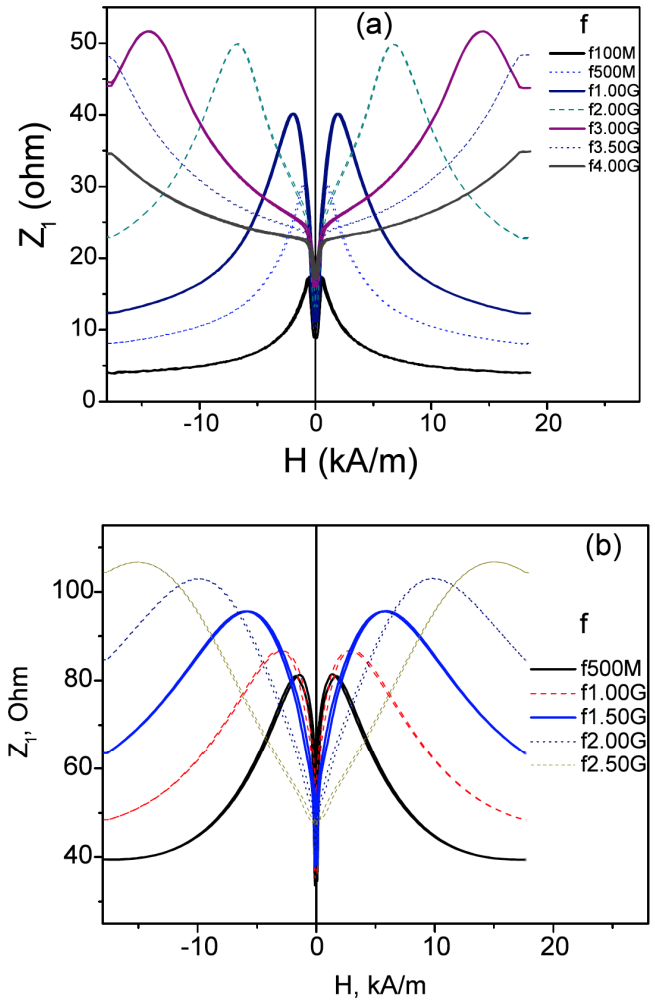 (a)
f
f100M
f500M
f1.00G
f2.00G
f3.00G
f3.50G
f4.00G
50
40
30
20
10
0
Z1 (ohm)
-10 0 10 20
H (kA/m)
(b)
f
f500M
f1.00G
f1.50G
f2.00G
f2.50G
100
80
60
40
Z1, Ohm
-10 0 10 20
H, kA/m